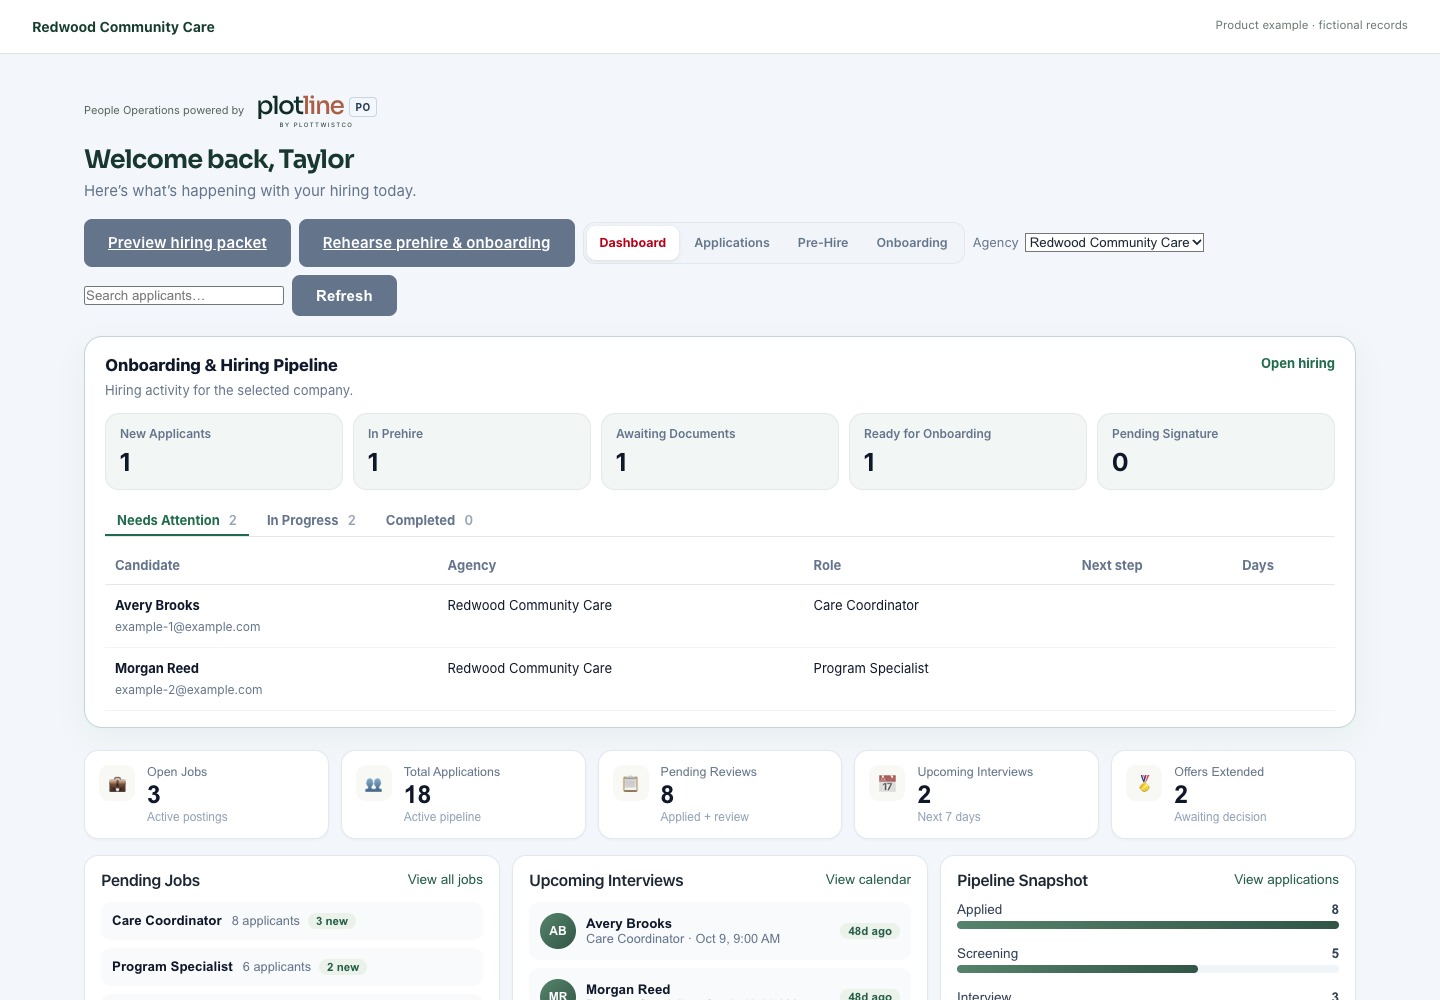 Redwood Community Care
Product example · fictional records
People Operations powered by
plotline PO
BY PLOTTWISTCO
Welcome back, Taylor
Here’s what’s happening with your hiring today.
Preview hiring packet
Rehearse prehire & onboarding
Dashboard
Applications
Pre-Hire
Onboarding
Agency
Redwood Community Care
Search applicants...
Refresh
Onboarding & Hiring Pipeline
Open hiring
Hiring activity for the selected company.
New Applicants
1
In Prehire
1
Awaiting Documents
1
Ready for Onboarding
1
Pending Signature
0
Needs Attention 2
In Progress 2
Completed 0
Candidate
Agency
Role
Next step
Days
Avery Brooks
example-1@example.com
Redwood Community Care
Care Coordinator
Morgan Reed
example-2@example.com
Redwood Community Care
Program Specialist
Open Jobs
3
Active postings
Total Applications
18
Active pipeline
Pending Reviews
8
Applied + review
Upcoming Interviews
2
Next 7 days
Offers Extended
2
Awaiting decision
Pending Jobs
View all jobs
Care Coordinator 8 applicants 3 new
Program Specialist 6 applicants 2 new
Upcoming Interviews
View calendar
AB
Avery Brooks
Care Coordinator · Oct 9, 9:00 AM
48d ago
MR
Morgan Reed
48d ago
Pipeline Snapshot
View applications
Applied 8
Screening 5
Interview 3